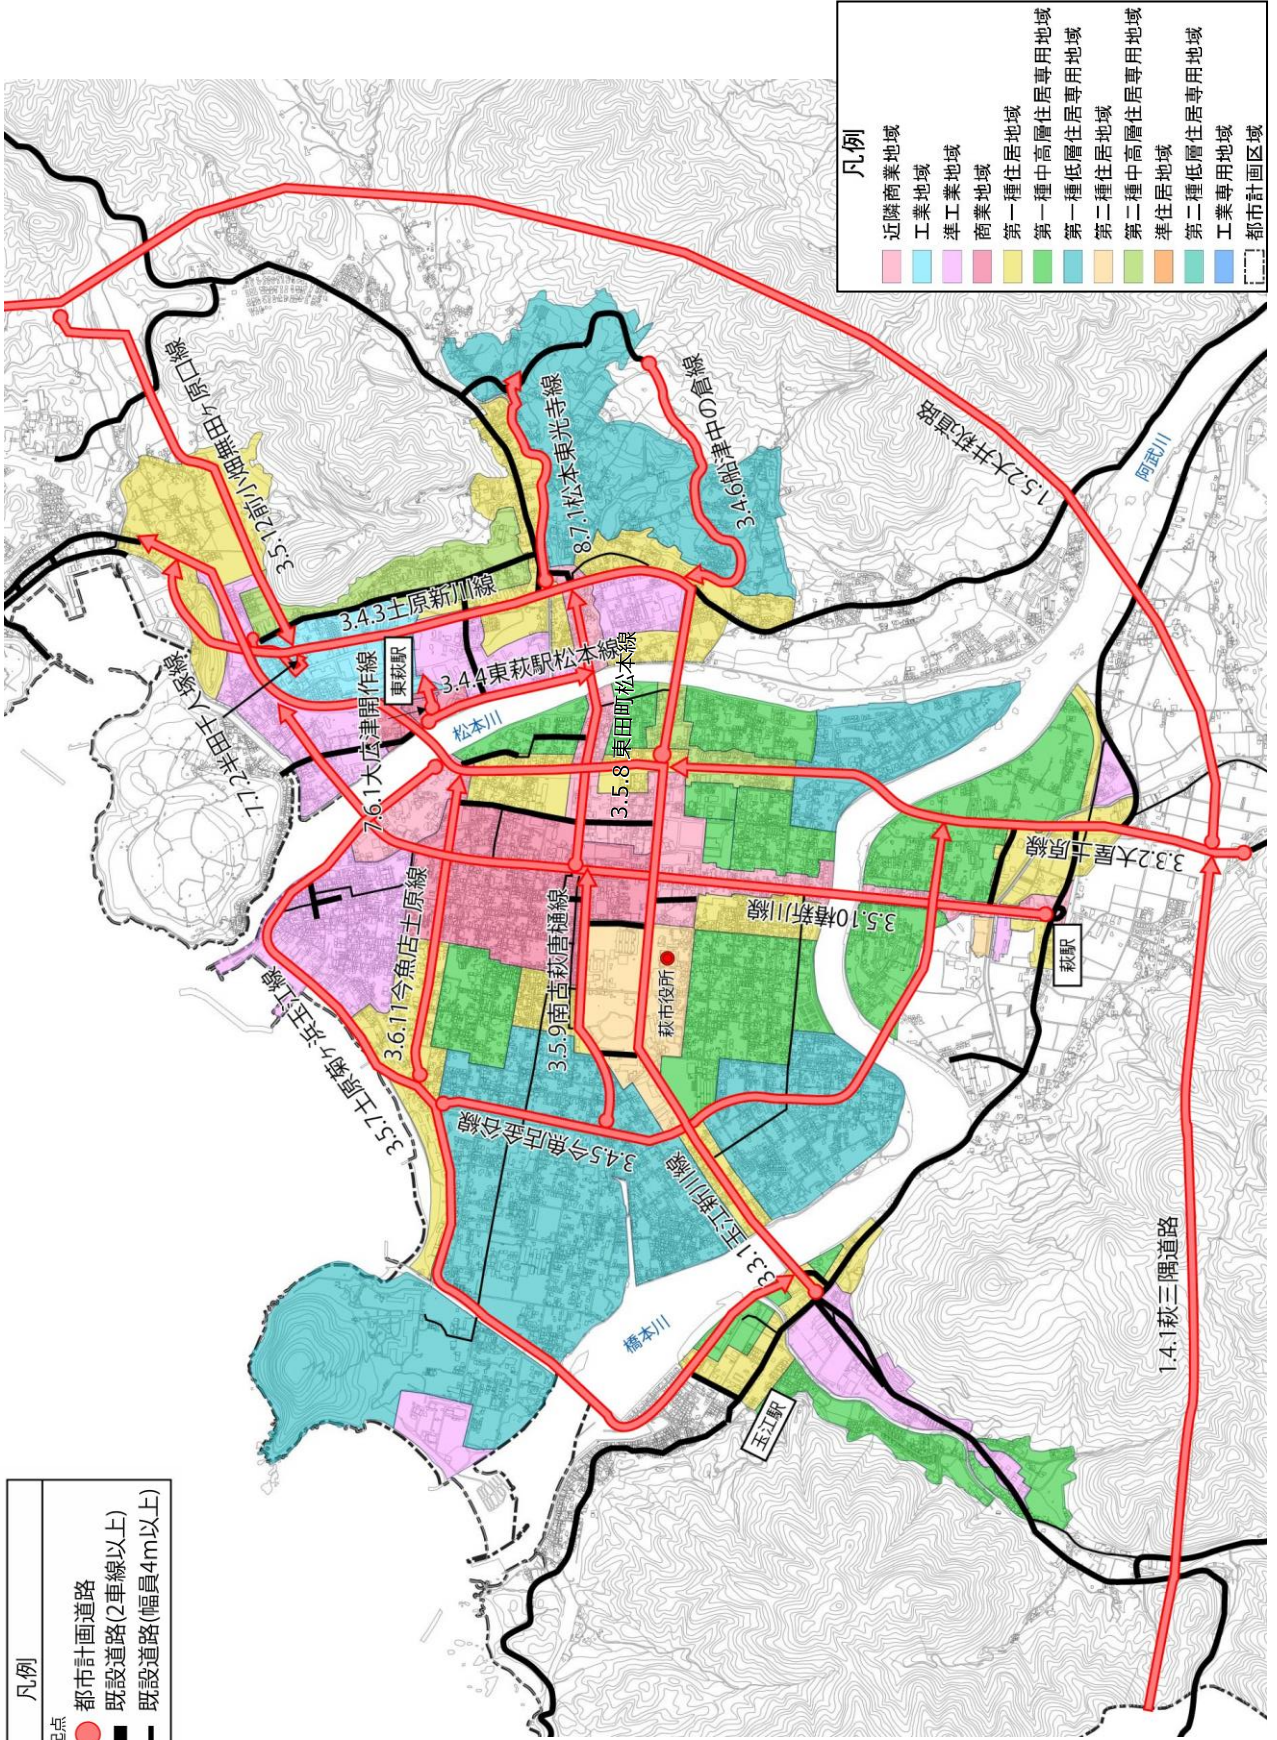 凡例
近隣商業地域
工業地域
準工業地域
商業地域
第一種住居地域
第一種中高層住居専用地域
第一種低層住居専用地域
第二種住居地域
第二種中高層住居専用地域
準住居地域
第二種低層住居専用地域
工業専用地域
都市計画区域
3.5.12前小畑無田ヶ原口線
8.7.1松本東光寺線
3.4.6船津中の倉線
1.5.2大井萩道路
阿武川
3.4.3土原新川線
東萩駅
3.4.4東萩駅松本線
松本川
7.7.2半田十八塚線
7.6.1大広津開作線
3.5.8東田町松本線
3.6.11今魚店土原線
3.5.9南古萩唐樋線
3.5.10椿新川線
3.3.2大屋土原線
萩市役所
萩駅
3.5.7土原菊ヶ浜玉江線
3.4.5今魚店金谷線
3.3.1玉江新川線
橋本川
玉江駅
1.4.1萩三隅道路
凡例
起点
都市計画道路
既設道路(2車線以上)
既設道路(幅員4m以上)